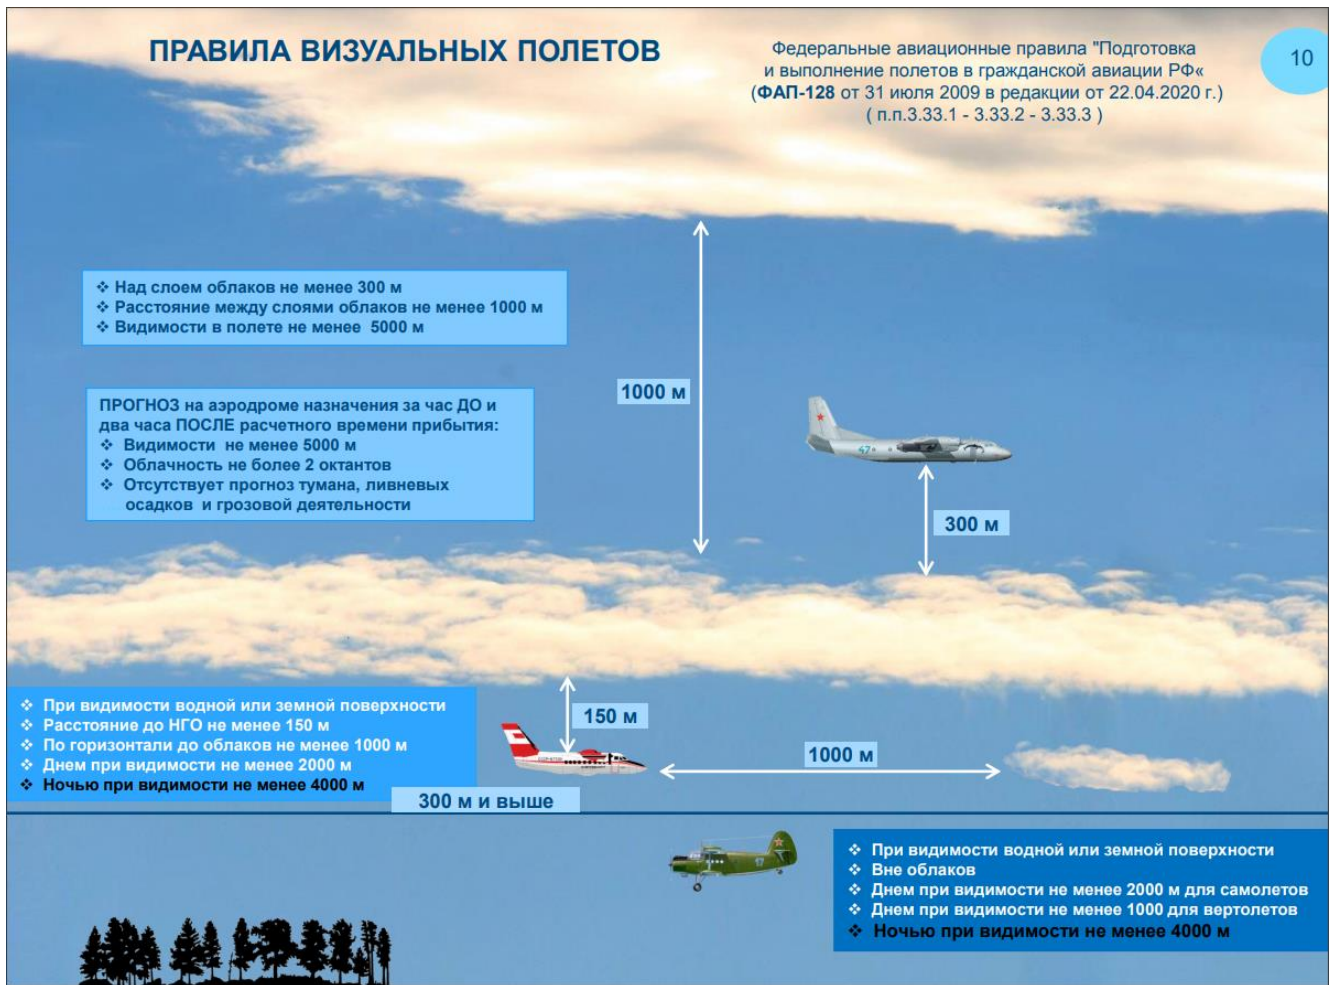 ПРАВИЛА ВИЗУАЛЬНЫХ ПОЛЕТОВ
Федеральные авиационные правила "Подготовка
и выполнение полетов в гражданской авиации РФ«
(ФАП-128 от 31 июля 2009 в редакции от 22.04.2020 г.)
( п.п.3.33.1 - 3.33.2 - 3.33.3 )
10
❖ Над слоем облаков не менее 300 м
❖ Расстояние между слоями облаков не менее 1000 м
❖ Видимости в полете не менее 5000 м
1000 м
ПРОГНОЗ на аэродроме назначения за час ДО и
два часа ПОСЛЕ расчетного времени прибытия:
❖ Видимости не менее 5000 м
❖ Облачность не более 2 октантов
❖ Отсутствует прогноз тумана, ливневых
осадков и грозовой деятельности
47
300 м
❖ При видимости водной или земной поверхности
❖ Расстояние до НГО не менее 150 м
❖ По горизонтали до облаков не менее 1000 м
❖ Днем при видимости не менее 2000 м
❖ Ночью при видимости не менее 4000 м
150 м
1000 м
300 м и выше
17
❖ При видимости водной или земной поверхности
❖ Вне облаков
❖ Днем при видимости не менее 2000 м для самолетов
❖ Днем при видимости не менее 1000 для вертолетов
❖ Ночью при видимости не менее 4000 м